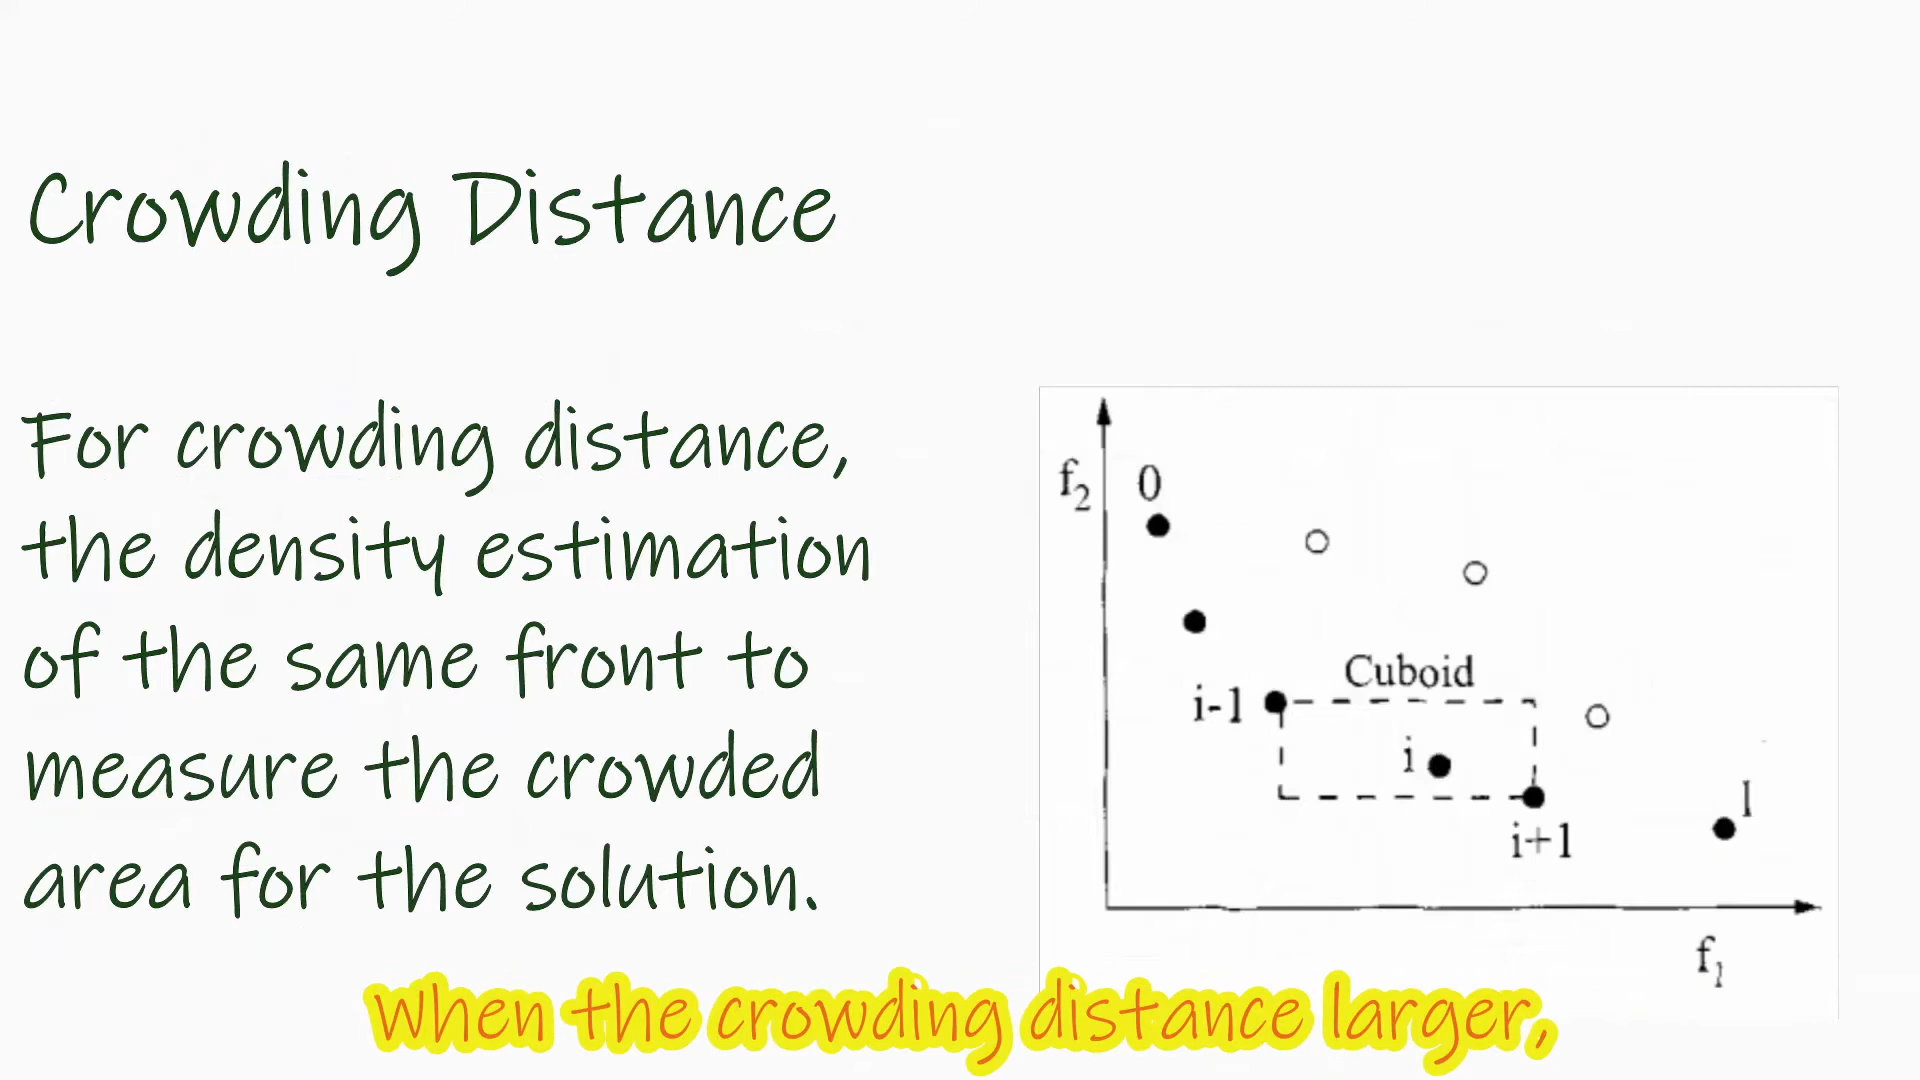 Crowding Distance
For crowding distance,
the density estimation
of the same front to
measure the crowded
area for the solution.
f2
0
Cuboid
i-1
i
i+1
l
f1
When the crowding distance larger,